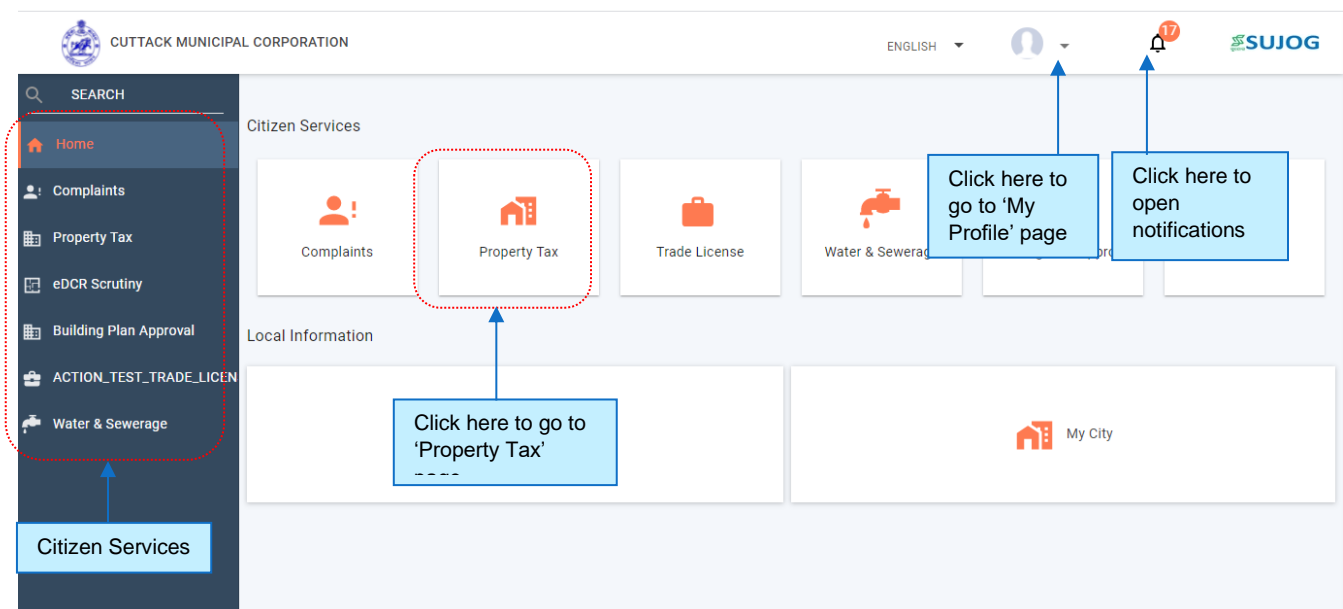 CUTTACK MUNICIPAL CORPORATION
ENGLISH
17
SUJOG
SEARCH
Home
Complaints
Property Tax
eDCR Scrutiny
Building Plan Approval
ACTION_TEST_TRADE_LICEN
Water & Sewerage
Citizen Services
Citizen Services
Complaints
Property Tax
Trade License
Water & Sewerag
Click here to
go to ‘My
Profile’ page
Click here to
open
notifications
Local Information
Click here to go to
‘Property Tax’
My City